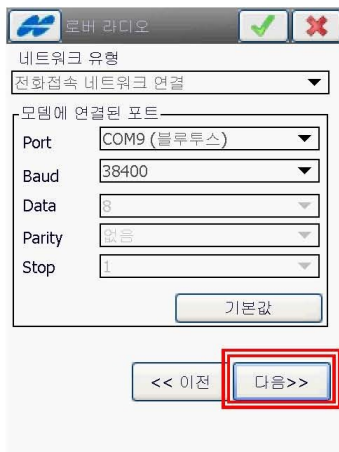 로버 라디오
네트워크 유형
전화접속 네트워크 연결
모뎀에 연결된 포트
Port COM9 (블루투스)
Baud 38400
Data 8
Parity 없음
Stop 1
기본값
<< 이전 다음>>